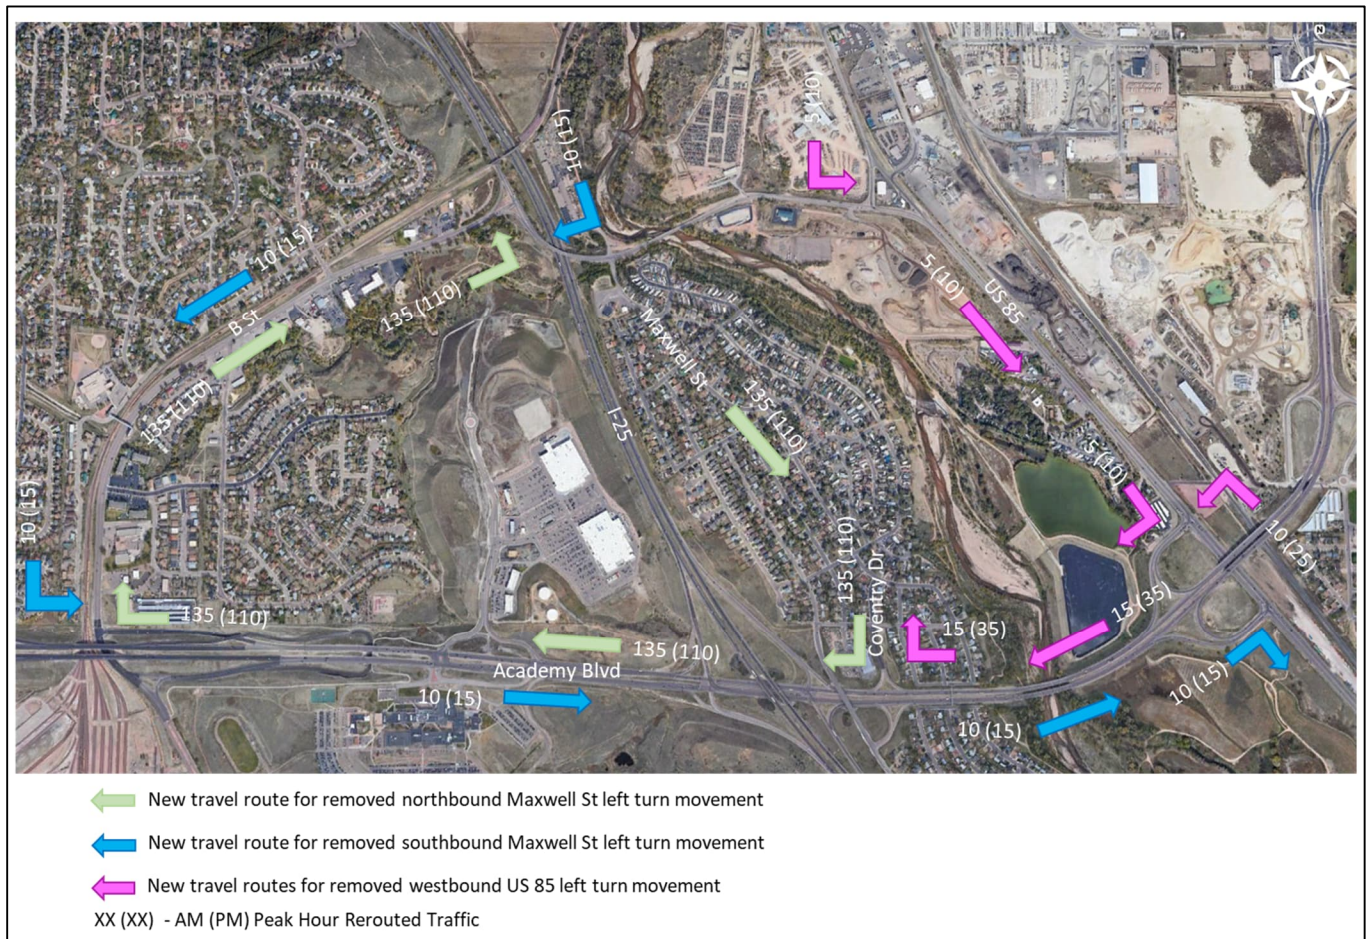 N
5 (10)
10 (15)
10 (15)
B St
135 (110)
135 (110)
Maxwell St
135 (110)
I-25
5 (10)
US 85
5 (10)
10 (25)
10 (15)
135 (110)
135 (110)
Coventry Dr
15 (35)
15 (35)
135 (110)
Academy Blvd
10 (15)
10 (15)
10 (15)
New travel route for removed northbound Maxwell St left turn movement
New travel route for removed southbound Maxwell St left turn movement
New travel routes for removed westbound US 85 left turn movement
XX (XX) - AM (PM) Peak Hour Rerouted Traffic